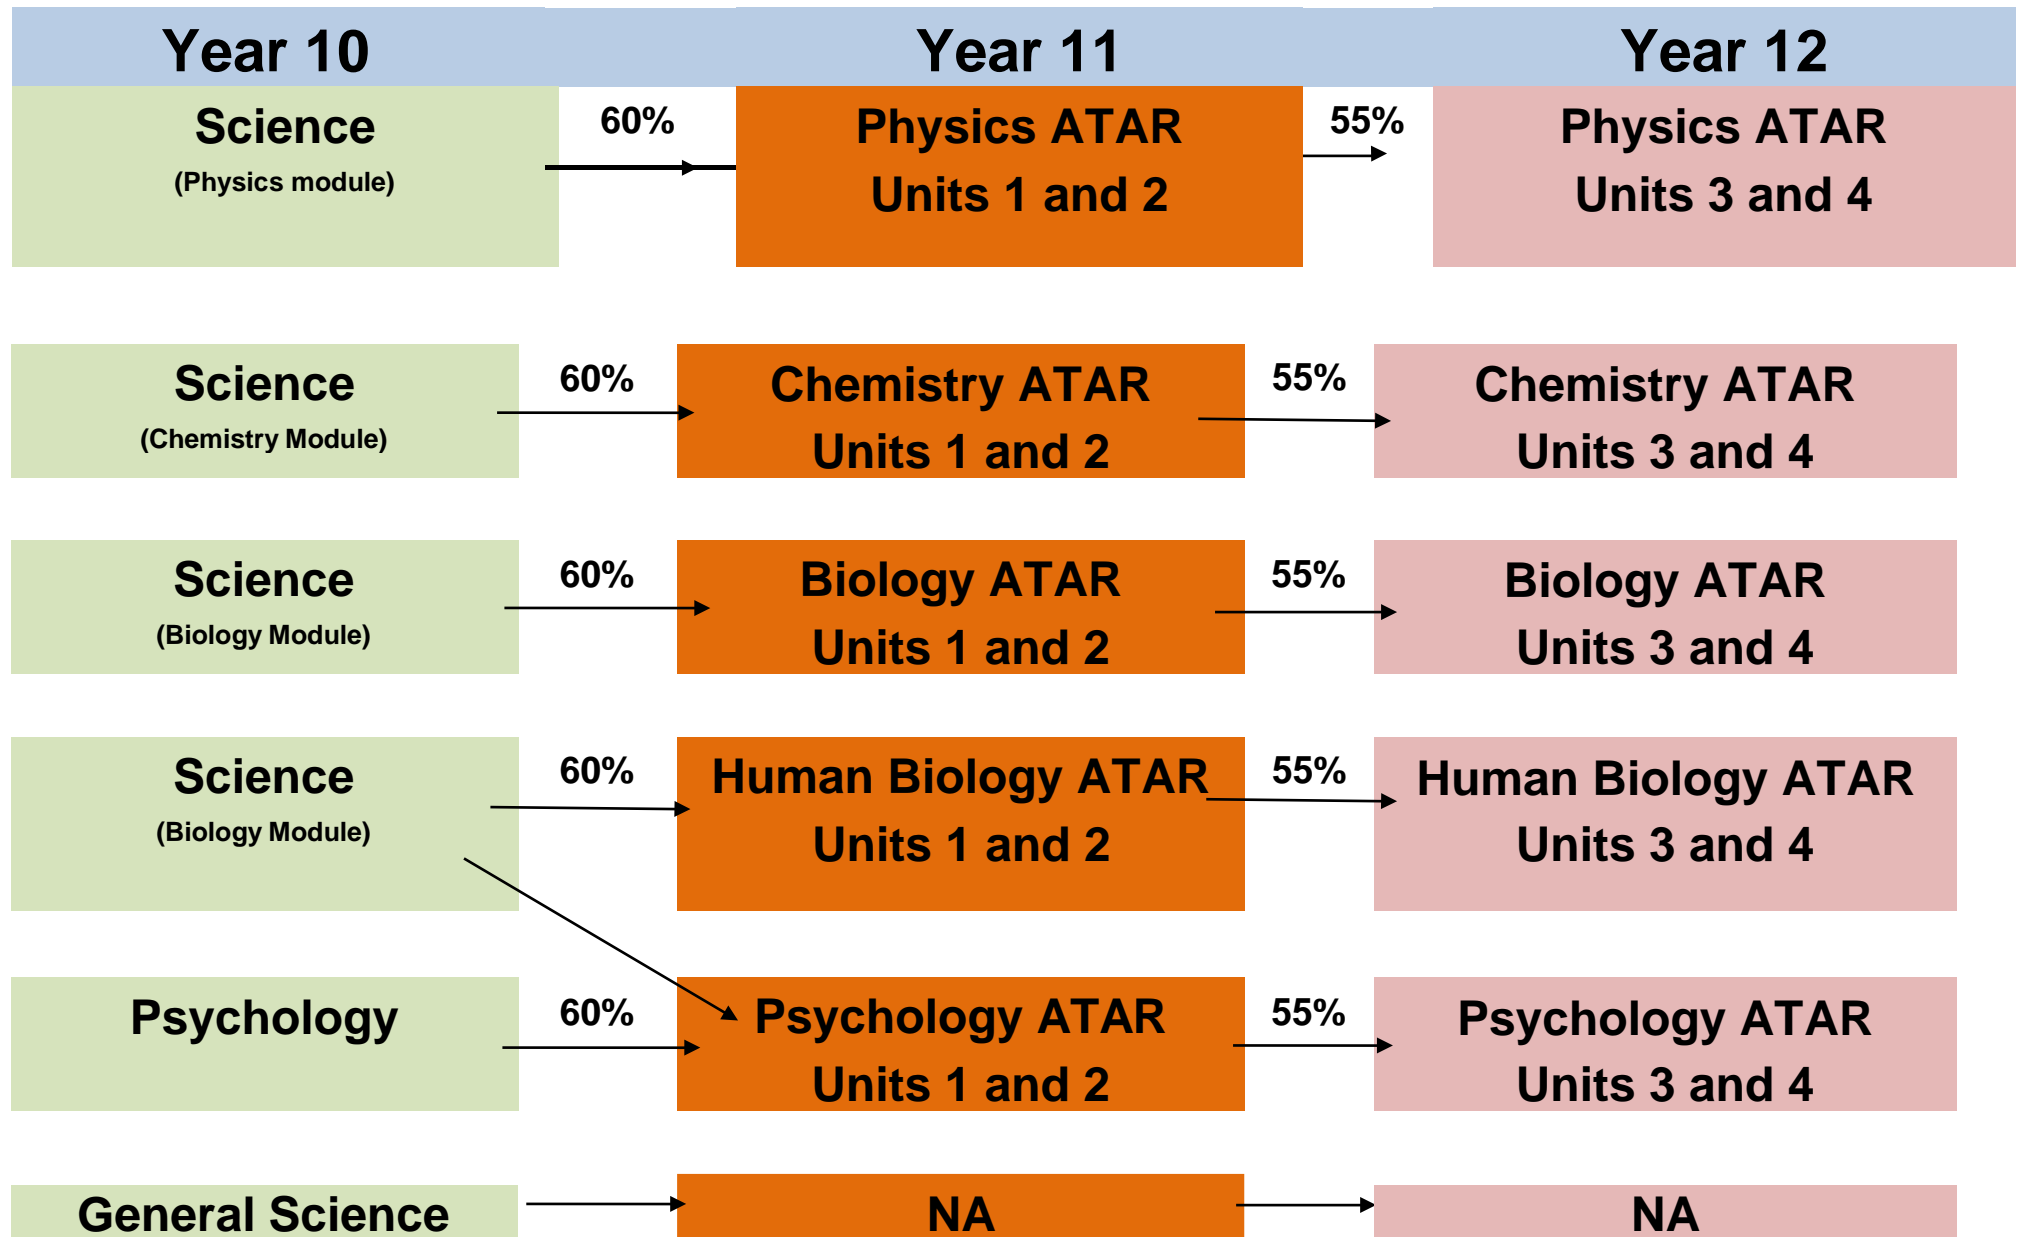 Year 10 Year 11 Year 12
Science 60% Physics ATAR 55% Physics ATAR
(Physics module) Units 1 and 2 Units 3 and 4
Science 60% Chemistry ATAR 55% Chemistry ATAR
(Chemistry Module) Units 1 and 2 Units 3 and 4
Science 60% Biology ATAR 55% Biology ATAR
(Biology Module) Units 1 and 2 Units 3 and 4
Science 60% Human Biology ATAR 55% Human Biology ATAR
(Biology Module) Units 1 and 2 Units 3 and 4
Psychology 60% Psychology ATAR 55% Psychology ATAR
Units 1 and 2 Units 3 and 4
General Science NA NA